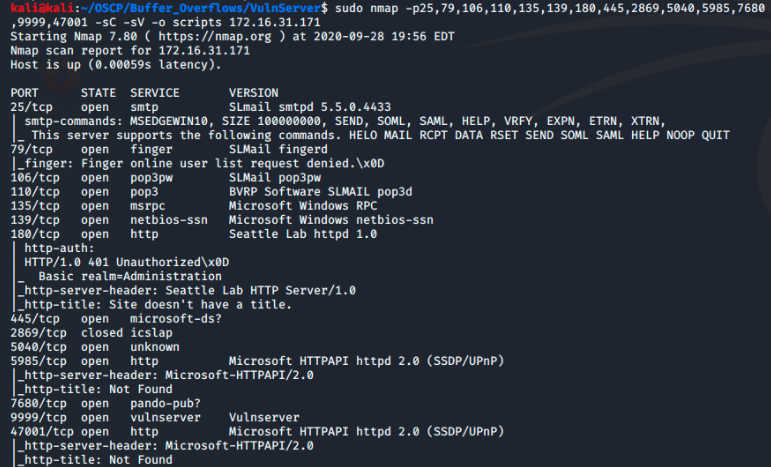 kali@kali:~/OSCP/Buffer_Overflows/VulnServer$ sudo nmap -p25,79,106,110,135,139,180,445,2869,5040,5985,7680
,9999,47001 -sC -sV -o scripts 172.16.31.171
Starting Nmap 7.80 ( https://nmap.org ) at 2020-09-28 19:56 EDT
Nmap scan report for 172.16.31.171
Host is up (0.00059s latency).
PORT      STATE  SERVICE      VERSION
25/tcp    open   smtp         SLmail smtpd 5.5.0.4433
| smtp-commands: MSEDGEWIN10, SIZE 100000000, SEND, SOML, SAML, HELP, VRFY, EXPN, ETRN, XTRN,
|_ This server supports the following commands. HELO MAIL RCPT DATA RSET SEND SOML SAML HELP NOOP QUIT
79/tcp    open   finger       SLMail fingerd
|_finger: Finger online user list request denied.\x0D
106/tcp   open   pop3pw       SLMail pop3pw
110/tcp   open   pop3         BVRP Software SLMAIL pop3d
135/tcp   open   msrpc        Microsoft Windows RPC
139/tcp   open   netbios-ssn  Microsoft Windows netbios-ssn
180/tcp   open   http         Seattle Lab httpd 1.0
| http-auth:
| HTTP/1.0 401 Unauthorized\x0D
|_  Basic realm=Administration
|_http-server-header: Seattle Lab HTTP Server/1.0
|_http-title: Site doesn't have a title.
445/tcp   open   microsoft-ds?
2869/tcp  closed icslap
5040/tcp  open   unknown
5985/tcp  open   http         Microsoft HTTPAPI httpd 2.0 (SSDP/UPnP)
|_http-server-header: Microsoft-HTTPAPI/2.0
|_http-title: Not Found
7680/tcp  open   pando-pub?
9999/tcp  open   vulnserver   Vulnserver
47001/tcp open   http         Microsoft HTTPAPI httpd 2.0 (SSDP/UPnP)
|_http-server-header: Microsoft-HTTPAPI/2.0
|_http-title: Not Found